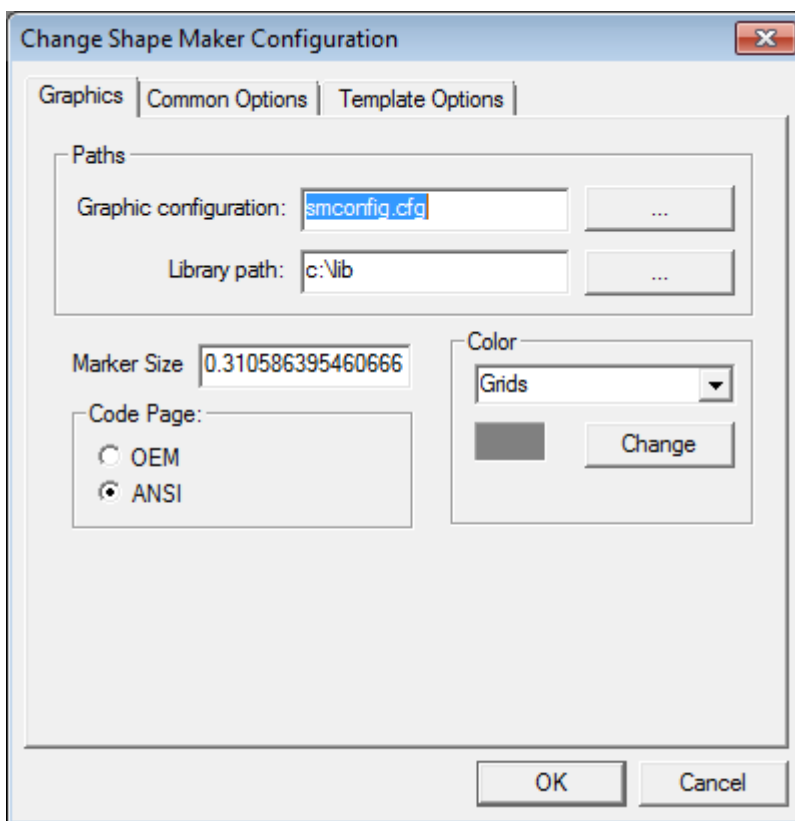 Change Shape Maker Configuration
Graphics
Common Options
Template Options
Paths
Graphic configuration: smconfig.cfg ...
Library path: c:\lib ...
Marker Size 0.310586395460666
Color
Grids
Change
Code Page:
OEM
ANSI
OK
Cancel